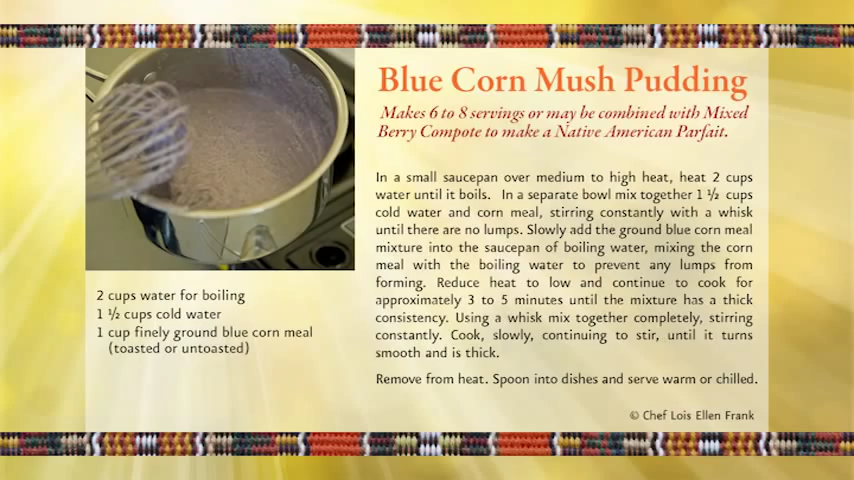 Blue Corn Mush Pudding
Makes 6 to 8 servings or may be combined with Mixed
Berry Compote to make a Native American Parfait.
In a small saucepan over medium to high heat, heat 2 cups
water until it boils. In a separate bowl mix together 1 ½ cups
cold water and corn meal, stirring constantly with a whisk
until there are no lumps. Slowly add the ground blue corn meal
mixture into the saucepan of boiling water, mixing the corn
meal with the boiling water to prevent any lumps from
forming. Reduce heat to low and continue to cook for
approximately 3 to 5 minutes until the mixture has a thick
consistency. Using a whisk mix together completely, stirring
constantly. Cook, slowly, continuing to stir, until it turns
smooth and is thick.
Remove from heat. Spoon into dishes and serve warm or chilled.
© Chef Lois Ellen Frank
2 cups water for boiling
1 ½ cups cold water
1 cup finely ground blue corn meal
(toasted or untoasted)